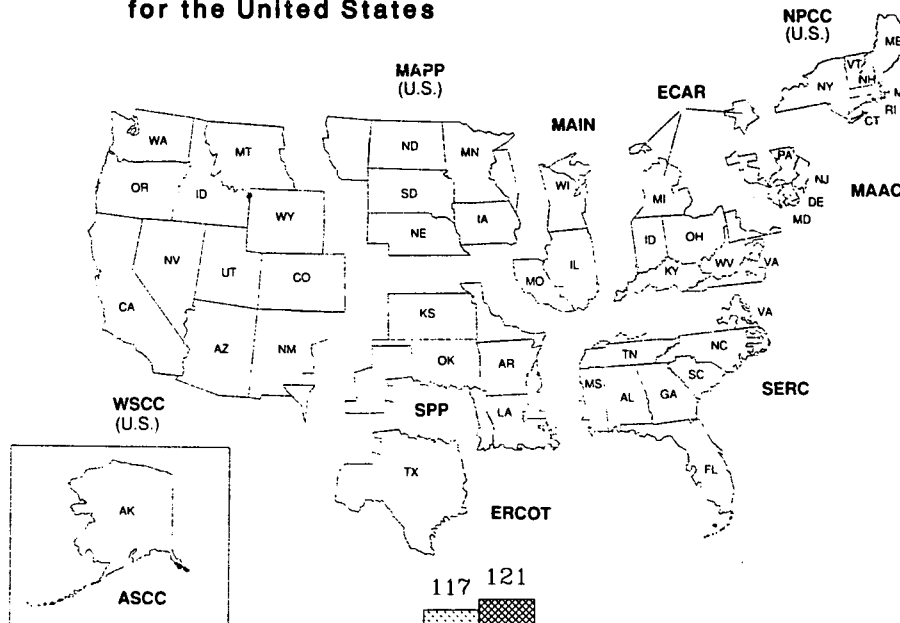 for the United States
NPCC
(U.S.)
ME
VT
NH
NY
M
RI
CT
MAPP
(U.S.)
ECAR
MAIN
WA
MT
ND
MN
OR
ID
WY
SD
IA
NE
WI
MI
PA
NJ
DE
MD
MAAC
NV
UT
CO
CA
AZ
NM
MO
IL
ID
OH
KY
WV
VA
KS
OK
AR
LA
SPP
VA
TN
NC
SC
MS
AL
GA
SERC
FL
WSCC
(U.S.)
TX
ERCOT
AK
ASCC
117
121